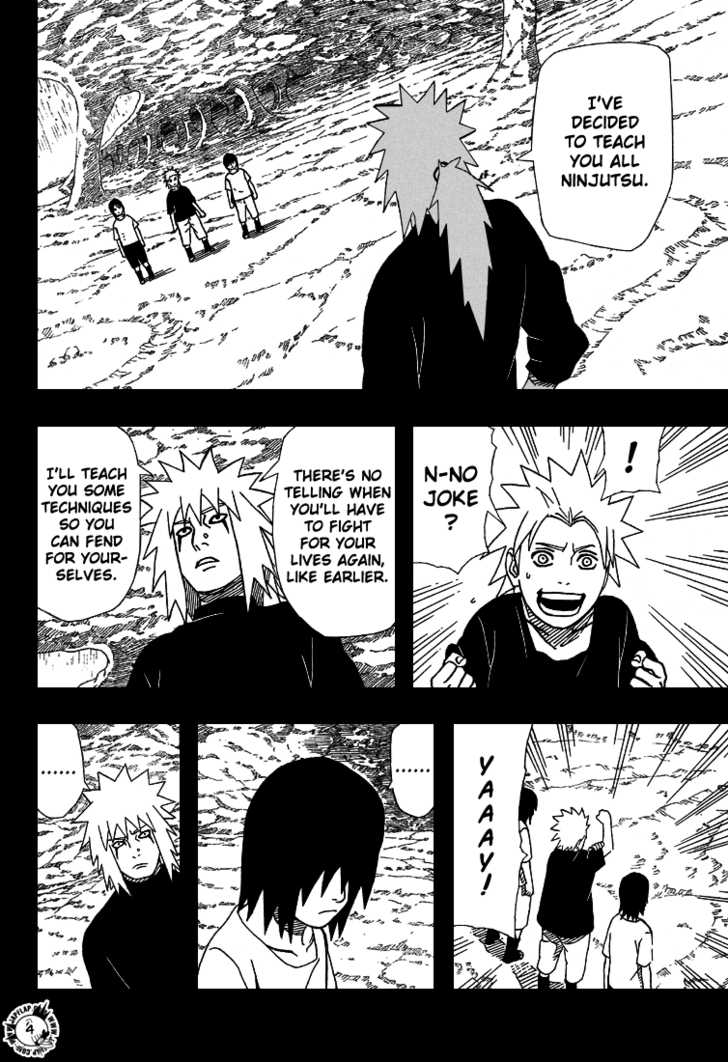 I'VE
DECIDED
TO TEACH
YOU ALL
NINJUTSU.
!
N-NO
JOKE
?
THERE'S NO
TELLING WHEN
YOU'LL HAVE
TO FIGHT
FOR YOUR
LIVES AGAIN,
LIKE EARLIER.
I'LL TEACH
YOU SOME
TECHNIQUES
SO YOU
CAN FEND
FOR YOUR-
SELVES.
YAAAY!
......
......
4